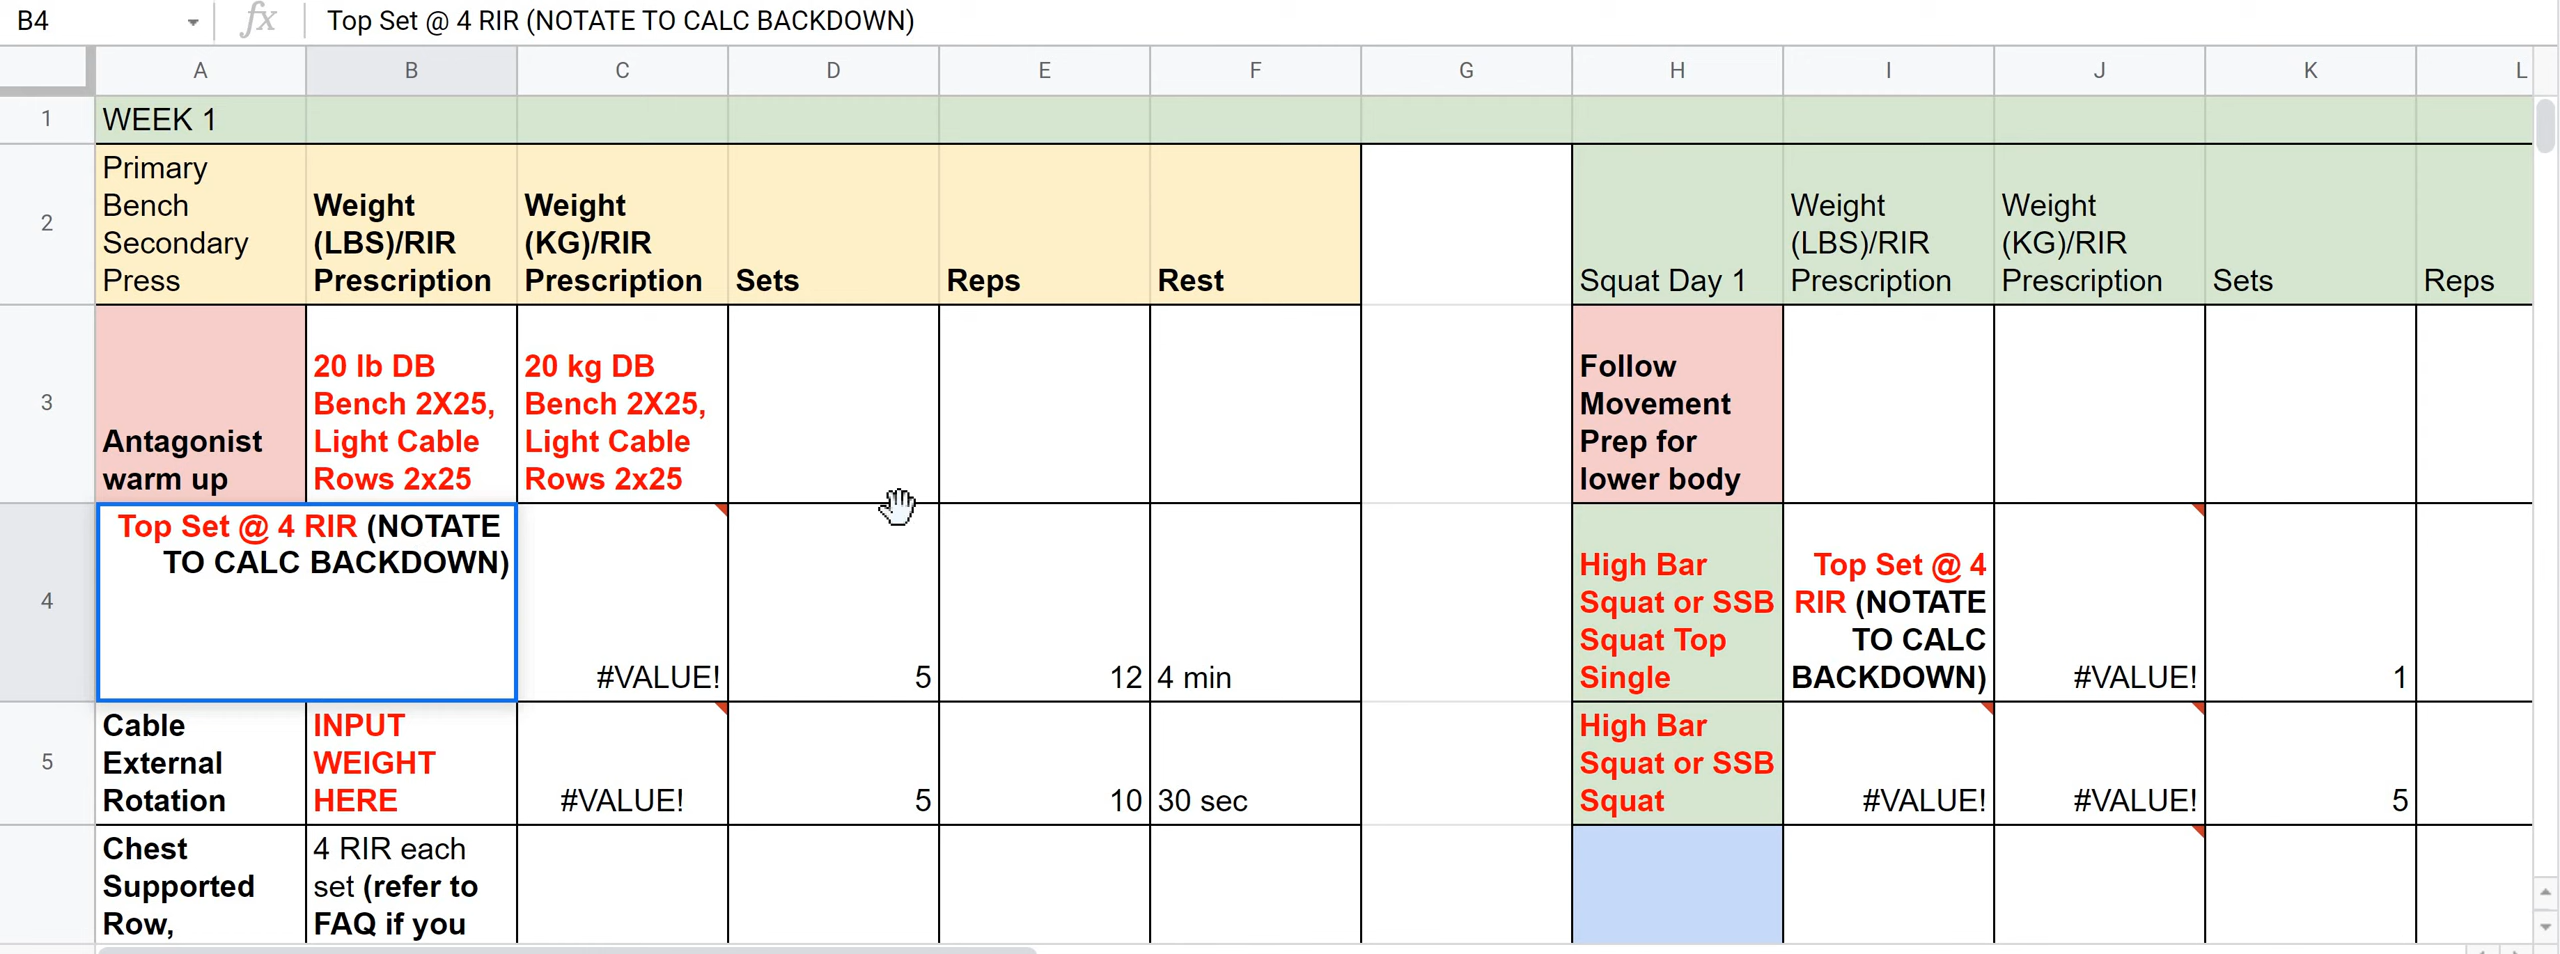 B4
fx
Top Set @ 4 RIR (NOTATE TO CALC BACKDOWN)
A B C D E F G H I J K L
1
WEEK 1
2
Primary
Bench
Secondary
Press
Weight
(LBS)/RIR
Prescription
Weight
(KG)/RIR
Prescription
Sets
Reps
Rest
Squat Day 1
Weight
(LBS)/RIR
Prescription
Weight
(KG)/RIR
Prescription
Sets
Reps
3
Antagonist
warm up
20 lb DB
Bench 2X25,
Light Cable
Rows 2x25
20 kg DB
Bench 2X25,
Light Cable
Rows 2x25
Follow
Movement
Prep for
lower body
4
Top Set @ 4 RIR (NOTATE
TO CALC BACKDOWN)
#VALUE!
5
12
4 min
High Bar
Squat or SSB
Squat Top
Single
Top Set @ 4
RIR (NOTATE
TO CALC
BACKDOWN)
#VALUE!
1
5
Cable
External
Rotation
INPUT
WEIGHT
HERE
#VALUE!
5
10
30 sec
High Bar
Squat or SSB
Squat
#VALUE!
#VALUE!
5
Chest
Supported
Row,
4 RIR each
set (refer to
FAQ if you